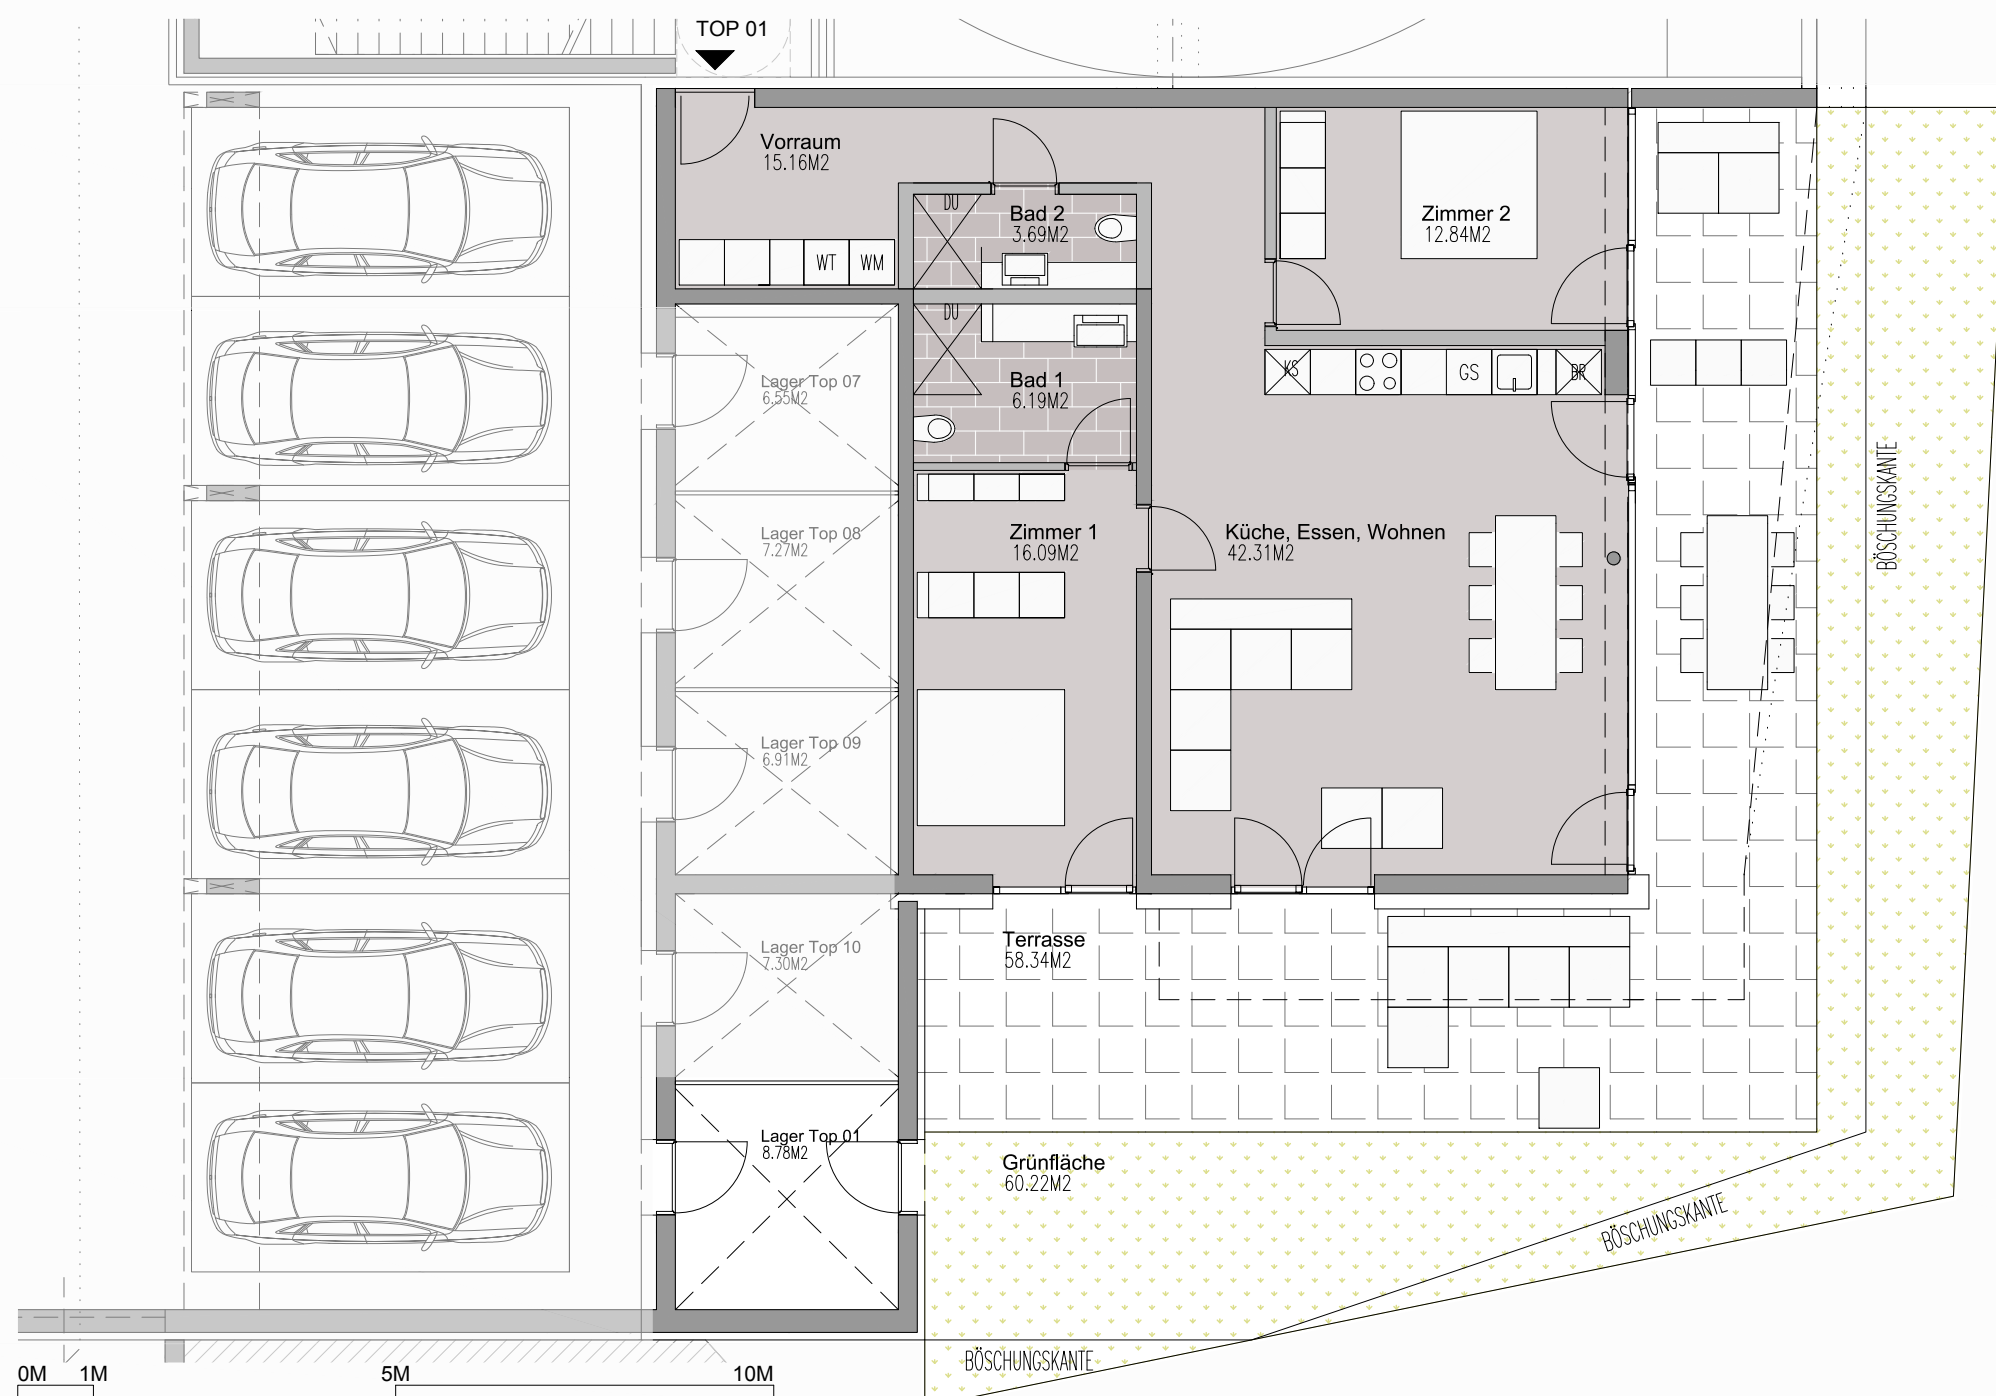 TOP 01
Vorraum
15.16M2
WT
WM
DU
Bad 2
3.69M2
Zimmer 2
12.84M2
DU
Bad 1
6.19M2
KS
GS
BR
Lager Top 07
6.55M2
Lager Top 08
7.27M2
Zimmer 1
16.09M2
Küche, Essen, Wohnen
42.31M2
BÖSCHUNGSKANTE
Lager Top 09
6.91M2
Lager Top 10
7.30M2
Terrasse
58.34M2
Lager Top 01
8.78M2
Grünfläche
60.22M2
BÖSCHUNGSKANTE
BÖSCHUNGSKANTE
0M
1M
5M
10M